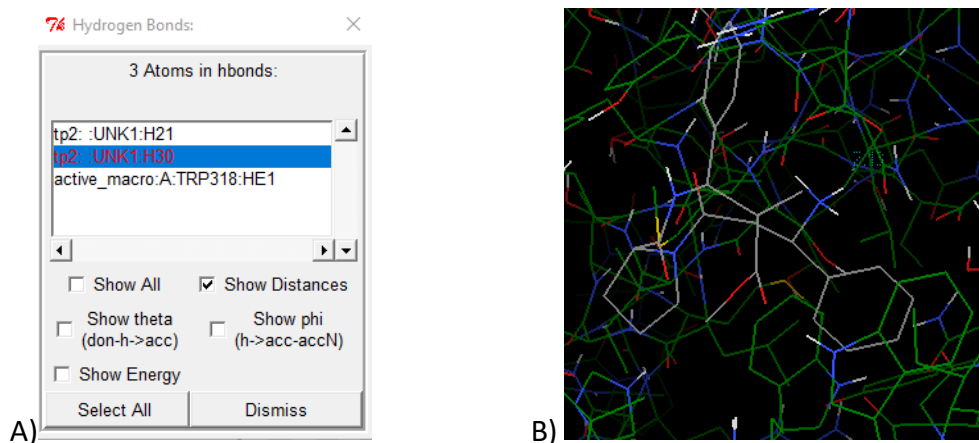 Hydrogen Bonds:
3 Atoms in hbonds:
tp2: :UNK1:H21
tp2: :UNK1:H30
active_macro:A:TRP318:HE1
Show All
Show Distances
Show theta
(don-h->acc)
Show phi
(h->acc-accN)
Show Energy
Select All
Dismiss
A)
B)